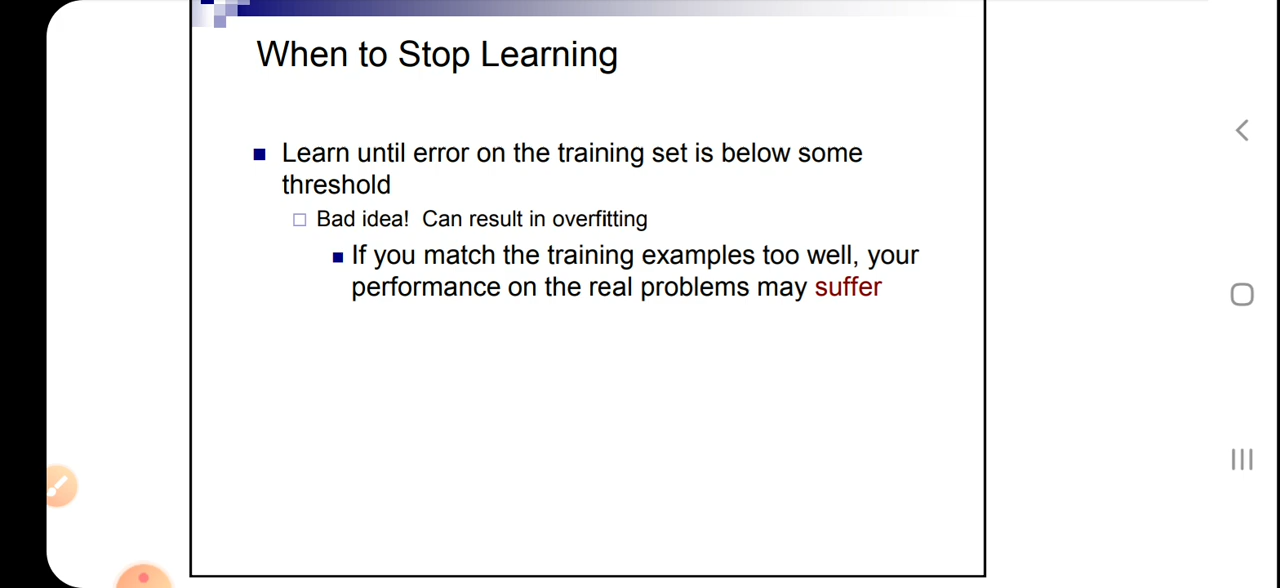 When to Stop Learning
Learn until error on the training set is below some
threshold
Bad idea! Can result in overfitting
If you match the training examples too well, your
performance on the real problems may suffer